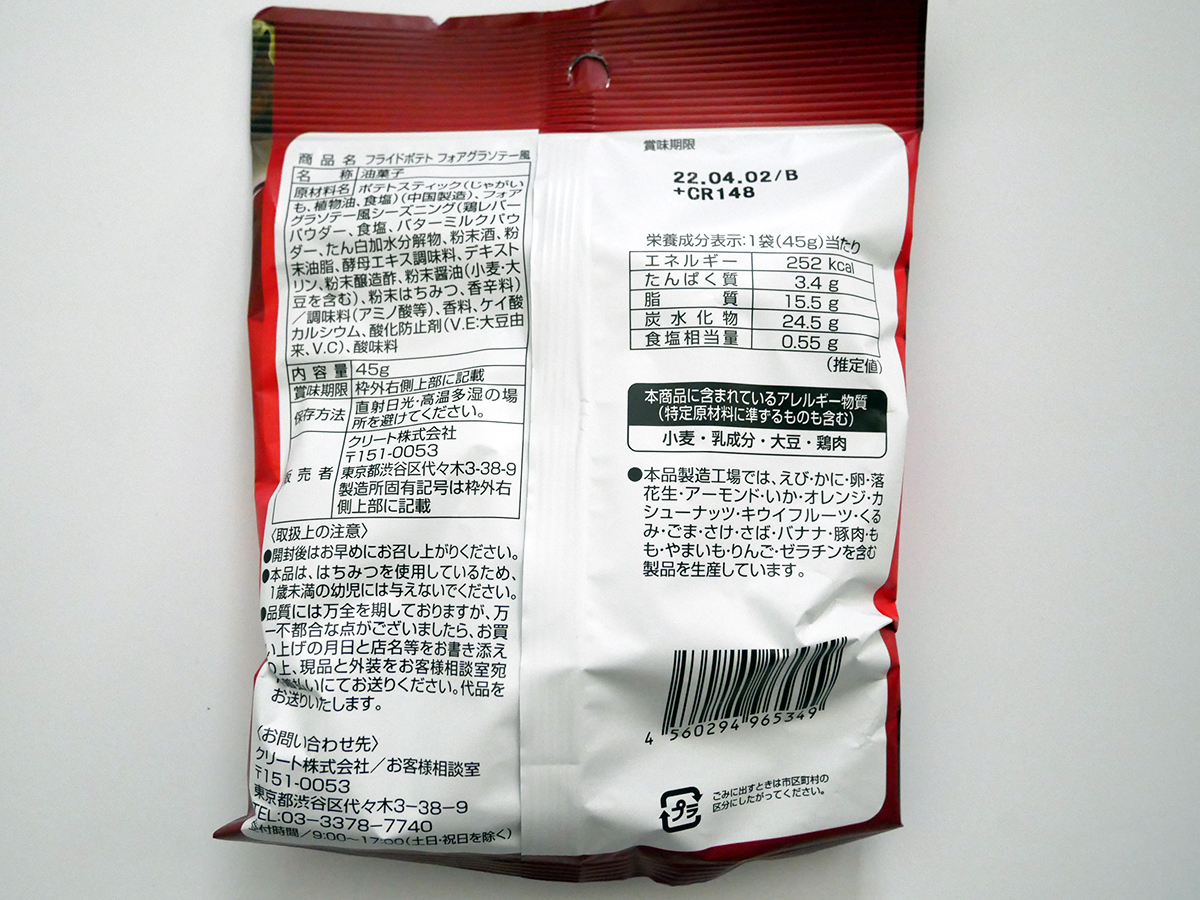 商品名 フライドポテト フォアグラソテー風
名称 油菓子
原材料名 ポテトスティック(じゃがい
も、植物油、食塩)(中国製造)、フォア
グラソテー風シーズニング(鶏レバー
パウダー、食塩、バターミルクパウ
ダー、たん白加水分解物、粉末酒、粉
末油脂、酵母エキス調味料、デキスト
リン、粉末醸造酢、粉末醤油(小麦・大
豆を含む)、粉末はちみつ、香辛料)
/調味料(アミノ酸等)、香料、ケイ酸
カルシウム、酸化防止剤(V.E:大豆由
来、V.C)、酸味料
内容量 45g
賞味期限 枠外右側上部に記載
保存方法 直射日光・高温多湿の場
所を避けてください。
販売者 クリート株式会社
〒151-0053
東京都渋谷区代々木3-38-9
製造所固有記号は枠外右
側上部に記載
〈取扱上の注意〉
●開封後はお早めにお召し上がりください。
●本品は、はちみつを使用しているため、
1歳未満の幼児には与えないでください。
●品質には万全を期しておりますが、万
一不都合な点がございましたら、お買
い上げの月日と店名等をお書き添え
の上、現品と外装をお客様相談室宛
払いにてお送りください。代品を
お送りいたします。
〈お問い合わせ先〉
クリート株式会社/お客様相談室
〒151-0053
東京都渋谷区代々木3-38-9
TEL:03-3378-7740
受付時間/9:00~17:00(土日・祝日を除く)
賞味期限
22.04.02/B
+CR148
栄養成分表示:1袋(45g)当たり
エネルギー 252 kcal
たんぱく質 3.4 g
脂質 15.5 g
炭水化物 24.5 g
食塩相当量 0.55 g
(推定値)
本商品に含まれているアレルギー物質
(特定原材料に準ずるものも含む)
小麦・乳成分・大豆・鶏肉
●本品製造工場では、えび・かに・卵・落
花生・アーモンド・いか・オレンジ・カ
シューナッツ・キウイフルーツ・くる
み・ごま・さけ・さば・バナナ・豚肉・も
も・やまいも・りんご・ゼラチンを含む
製品を生産しています。
4 560294 965349
プラ
ごみに出すときは市区町村の
区分にしたがってください。